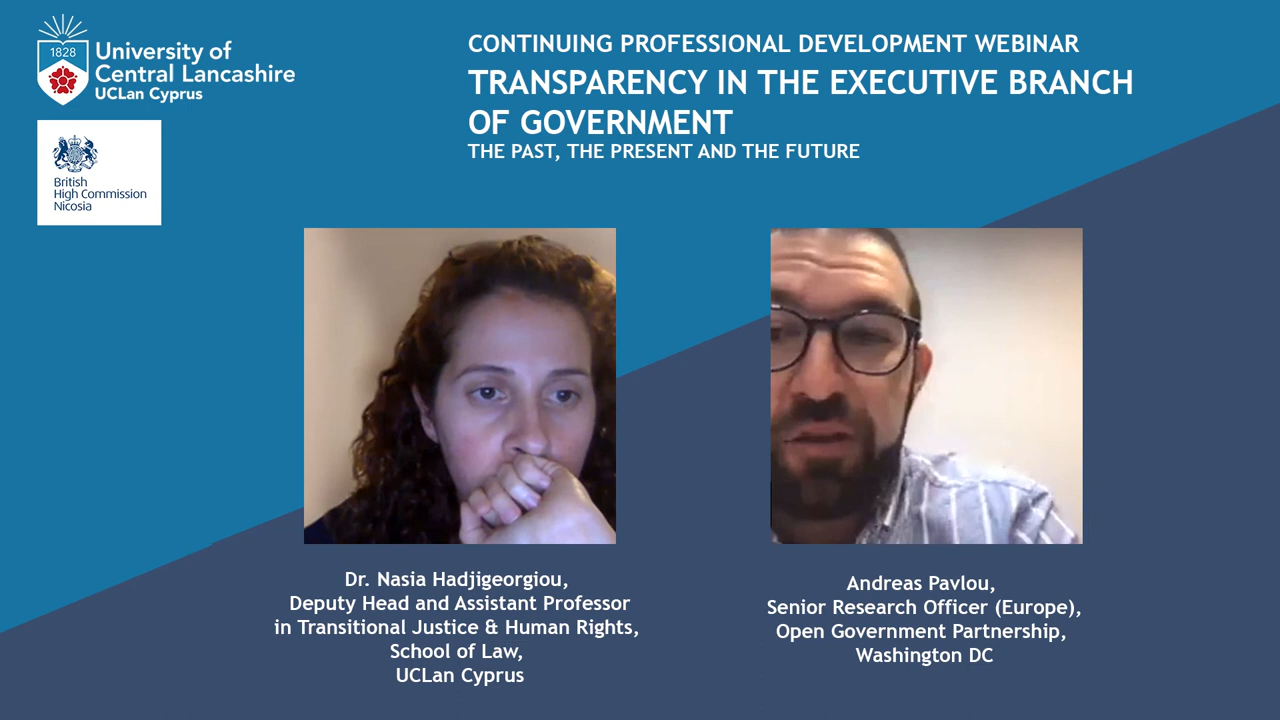 1828
University of
Central Lancashire
UCLan Cyprus
British
High Commission
Nicosia
CONTINUING PROFESSIONAL DEVELOPMENT WEBINAR
TRANSPARENCY IN THE EXECUTIVE BRANCH
OF GOVERNMENT
THE PAST, THE PRESENT AND THE FUTURE
Dr. Nasia Hadjigeorgiou,
Deputy Head and Assistant Professor
in Transitional Justice & Human Rights,
School of Law,
UCLan Cyprus
Andreas Pavlou,
Senior Research Officer (Europe),
Open Government Partnership,
Washington DC